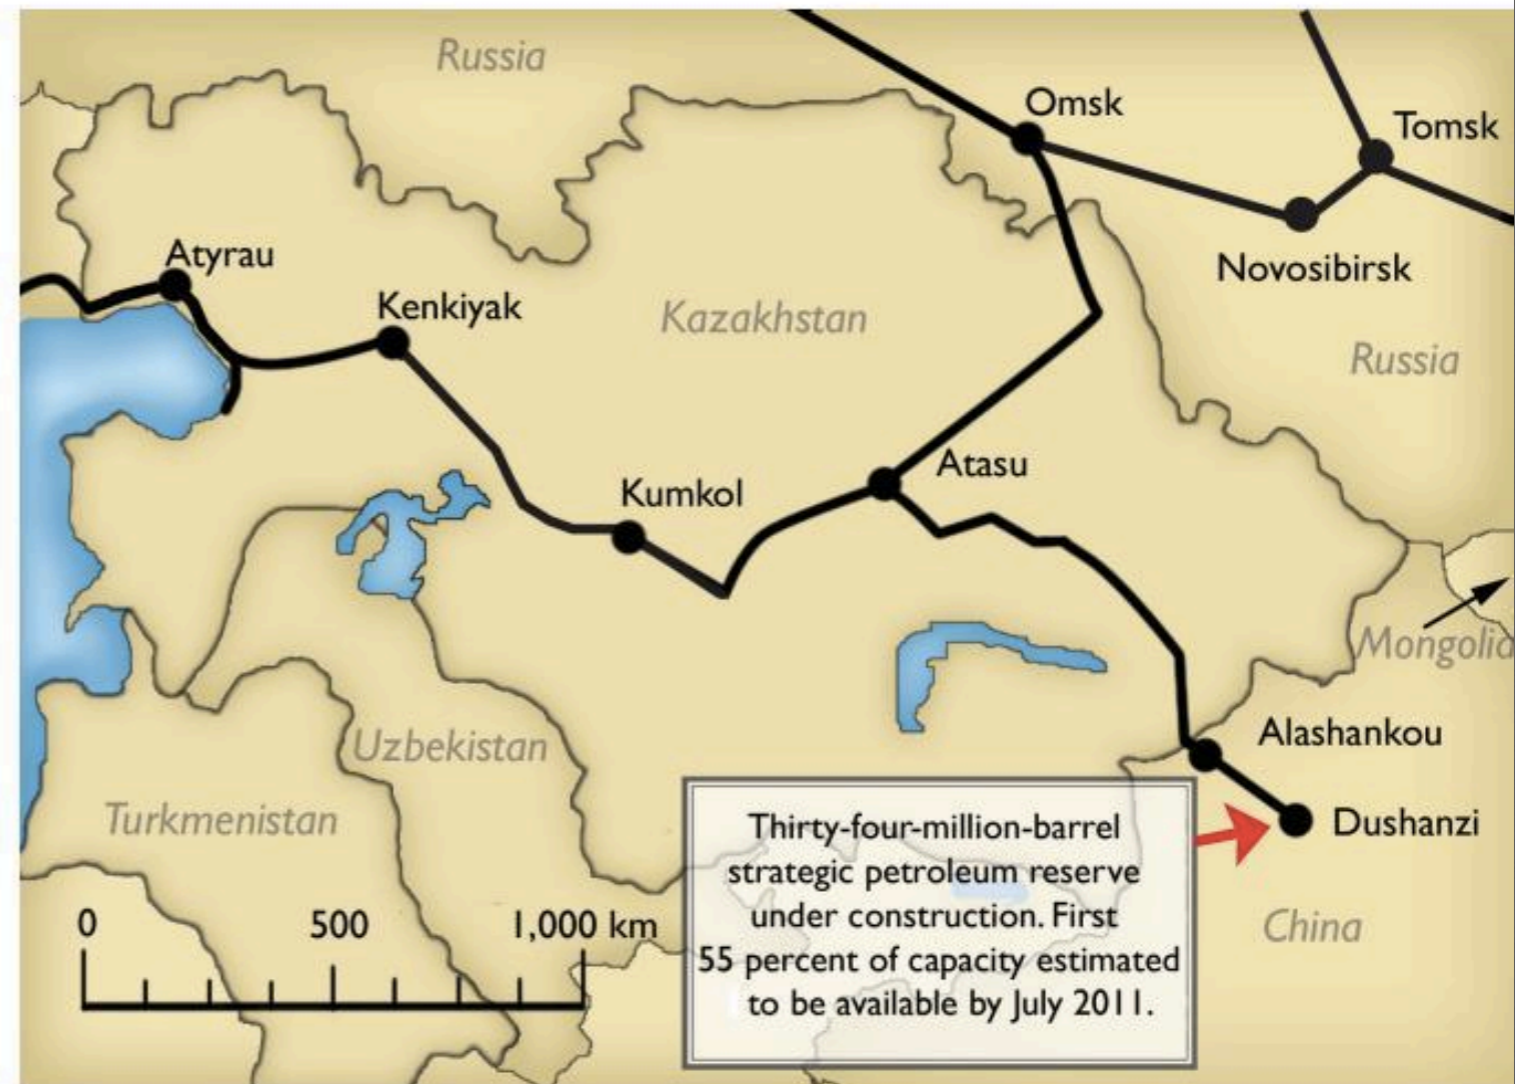 Russia
Omsk
Tomsk
Atyrau
Novosibirsk
Kenkiyak
Kazakhstan
Russia
Atasu
Kumkol
Mongolia
Alashankou
Uzbekistan
Turkmenistan
Dushanzi
Thirty-four-million-barrel
strategic petroleum reserve
under construction. First
55 percent of capacity estimated
to be available by July 2011.
China
0 500 1,000 km